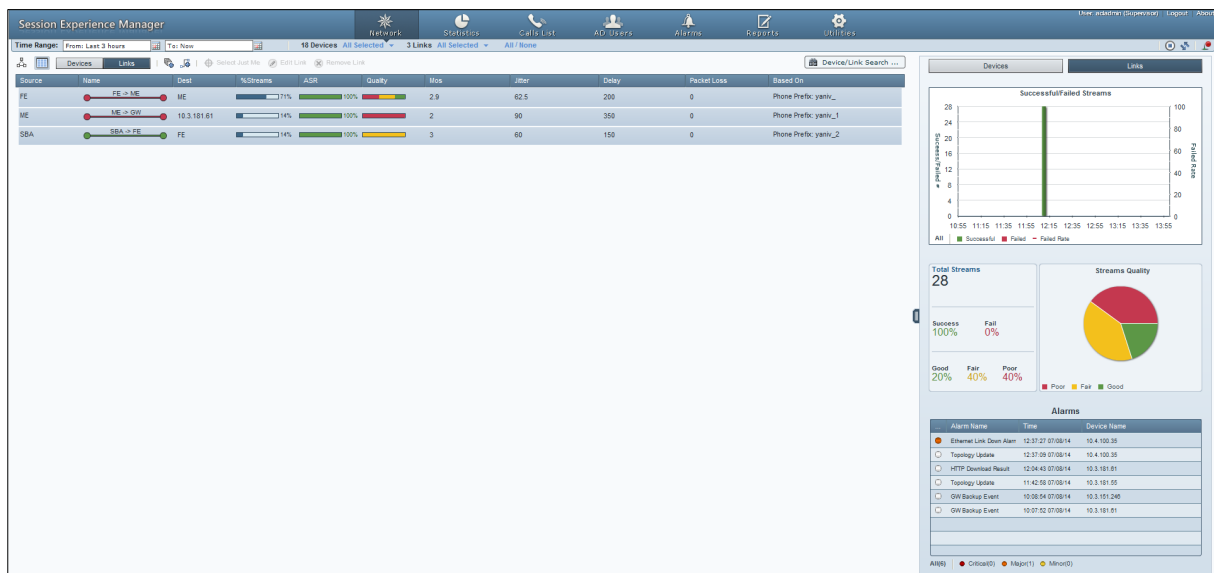 User: acladmin (Supervisor) Logout About
Session Experience Manager
Network Statistics Calls List AD Users Alarms Reports Utilities
Time Range: From: Last 3 hours To: Now 18 Devices All Selected 3 Links All Selected All / None
Devices Links Select Just Me Edit Link Remove Link Device/Link Search ...
Source Name Dest %Streams ASR Quality Mos Jitter Delay Packet Loss Based On
FE FE -> ME ME 71% 100% 2.9 62.5 200 0 Phone Prefix: yaniv_
ME ME -> GW 10.3.181.61 14% 100% 2 90 350 0 Phone Prefix: yaniv_1
SBA SBA -> FE FE 14% 100% 3 60 150 0 Phone Prefix: yaniv_2
Devices Links
Successful/Failed Streams
Success/Failed #
28
24
20
16
12
8
4
0
100
80
60
40
20
0
Failed Rate
10:55 11:15 11:35 11:55 12:15 12:35 12:55 13:15 13:35 13:55
All Successful Failed Failed Rate
Total Streams
28
Success Fail
100% 0%
Good Fair Poor
20% 40% 40%
Streams Quality
Poor Fair Good
Alarms
... Alarm Name Time Device Name
Ethernet Link Down Alarr 12:37:27 07/08/14 10.4.100.35
Topology Update 12:37:09 07/08/14 10.4.100.35
HTTP Download Result 12:04:43 07/08/14 10.3.181.61
Topology Update 11:42:58 07/08/14 10.3.181.55
GW Backup Event 10:08:54 07/08/14 10.3.151.246
GW Backup Event 10:07:52 07/08/14 10.3.181.61
All(6) Critical(0) Major(1) Minor(0)